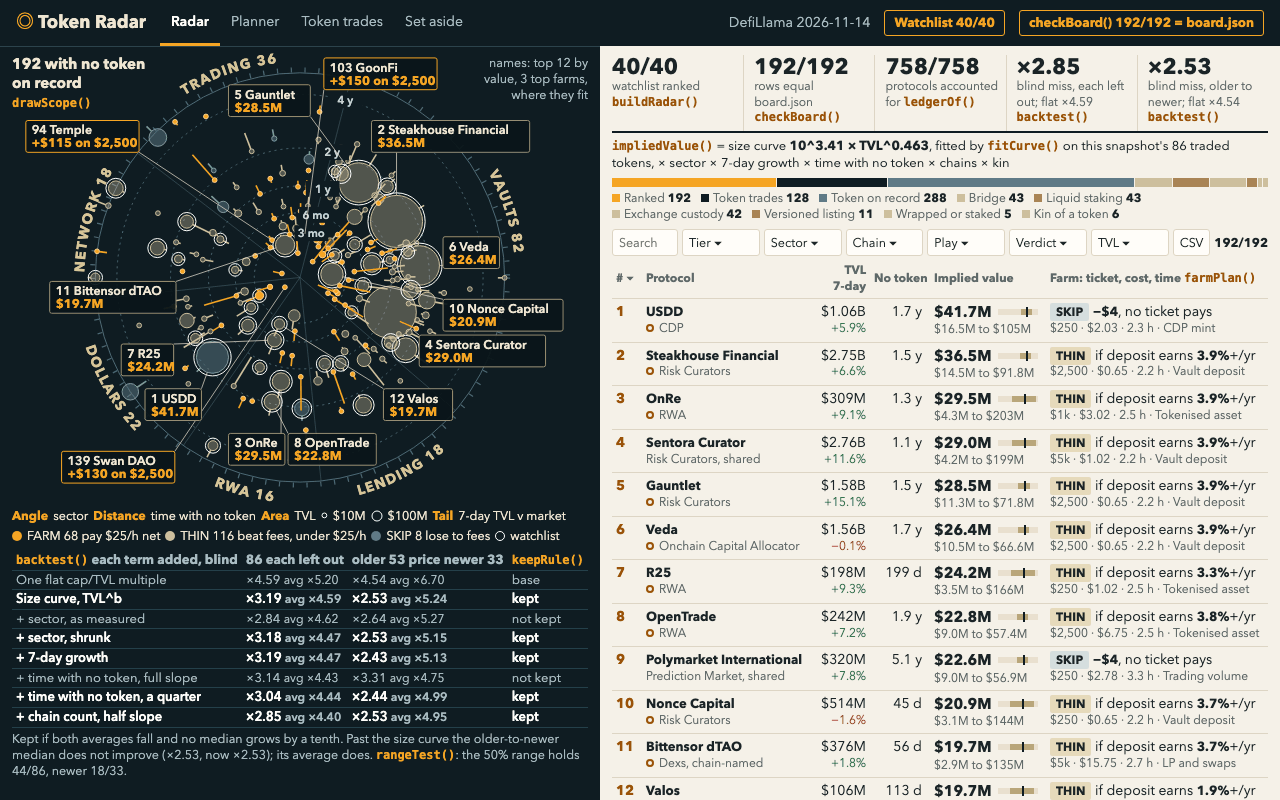 Token Radar
Radar Planner Token trades Set aside
DefiLlama 2026-11-14 Watchlist 40/40 checkBoard() 192/192 = board.json
192 with no token
on record
drawScope()
names: top 12 by
value, 3 top farms,
where they fit
TRADING 36
VAULTS 82
LENDING 18
RWA 16
DOLLARS 22
NETWORK 18
4 y
2 y
1 y
6 mo
3 mo
103 GoonFi
+$150 on $2,500
5 Gauntlet
$28.5M
94 Temple
+$115 on $2,500
2 Steakhouse Financial
$36.5M
6 Veda
$26.4M
11 Bittensor dTAO
$19.7M
10 Nonce Capital
$20.9M
4 Sentora Curator
$29.0M
7 R25
$24.2M
1 USDD
$41.7M
12 Valos
$19.7M
3 OnRe
$29.5M
8 OpenTrade
$22.8M
139 Swan DAO
+$130 on $2,500
Angle sector Distance time with no token Area TVL $10M $100M Tail 7-day TVL v market
FARM 68 pay $25/h net THIN 116 beat fees, under $25/h SKIP 8 lose to fees watchlist
backtest() each term added, blind 86 each left out older 53 price newer 33 keepRule()
One flat cap/TVL multiple ×4.59 avg ×5.20 ×4.54 avg ×6.70 base
Size curve, TVL^b ×3.19 avg ×4.59 ×2.53 avg ×5.24 kept
+ sector, as measured ×2.84 avg ×4.62 ×2.64 avg ×5.27 not kept
+ sector, shrunk ×3.18 avg ×4.47 ×2.53 avg ×5.15 kept
+ 7-day growth ×3.19 avg ×4.47 ×2.43 avg ×5.13 kept
+ time with no token, full slope ×3.14 avg ×4.43 ×3.31 avg ×4.75 not kept
+ time with no token, a quarter ×3.04 avg ×4.44 ×2.44 avg ×4.99 kept
+ chain count, half slope ×2.85 avg ×4.40 ×2.53 avg ×4.95 kept
Kept if both averages fall and no median grows by a tenth. Past the size curve the older-to-newer
median does not improve (×2.53, now ×2.53); its average does. rangeTest(): the 50% range holds
44/86, newer 18/33.
40/40
watchlist ranked
buildRadar()
192/192
rows equal
board.json
checkBoard()
758/758
protocols accounted
for ledgerOf()
×2.85
blind miss, each left
out; flat ×4.59
backtest()
×2.53
blind miss, older to
newer; flat ×4.54
backtest()
impliedValue() = size curve 10^3.41 × TVL^0.463, fitted by fitCurve() on this snapshot's 86 traded
tokens, × sector × 7-day growth × time with no token × chains × kin
Ranked 192 Token trades 128 Token on record 288 Bridge 43 Liquid staking 43
Exchange custody 42 Versioned listing 11 Wrapped or staked 5 Kin of a token 6
Search Tier Sector Chain Play Verdict TVL CSV 192/192
# Protocol TVL 7-day No token Implied value Farm: ticket, cost, time farmPlan()
1 USDD $1.06B 1.7 y $41.7M SKIP −$4, no ticket pays
CDP +5.9% $16.5M to $105M $250 · $2.03 · 2.3 h · CDP mint
2 Steakhouse Financial $2.75B 1.5 y $36.5M THIN if deposit earns 3.9%+/yr
Risk Curators +6.6% $14.5M to $91.8M $2,500 · $0.65 · 2.2 h · Vault deposit
3 OnRe $309M 1.3 y $29.5M THIN if deposit earns 3.9%+/yr
RWA +9.1% $4.3M to $203M $1k · $3.02 · 2.5 h · Tokenised asset
4 Sentora Curator $2.76B 1.1 y $29.0M THIN if deposit earns 3.9%+/yr
Risk Curators, shared +11.6% $4.2M to $199M $5k · $1.02 · 2.2 h · Vault deposit
5 Gauntlet $1.58B 1.5 y $28.5M THIN if deposit earns 3.9%+/yr
Risk Curators +15.1% $11.3M to $71.8M $2,500 · $0.65 · 2.2 h · Vault deposit
6 Veda $1.56B 1.7 y $26.4M THIN if deposit earns 3.9%+/yr
Onchain Capital Allocator −0.1% $10.5M to $66.6M $2,500 · $0.65 · 2.2 h · Vault deposit
7 R25 $198M 199 d $24.2M THIN if deposit earns 3.3%+/yr
RWA +9.3% $3.5M to $166M $250 · $1.02 · 2.5 h · Tokenised asset
8 OpenTrade $242M 1.9 y $22.8M THIN if deposit earns 3.8%+/yr
RWA +7.2% $9.0M to $57.4M $2,500 · $6.75 · 2.5 h · Tokenised asset
9 Polymarket International $320M 5.1 y $22.6M SKIP −$4, no ticket pays
Prediction Market, shared +7.8% $9.0M to $56.9M $250 · $2.78 · 3.3 h · Trading volume
10 Nonce Capital $514M 45 d $20.9M THIN if deposit earns 3.7%+/yr
Risk Curators −1.6% $3.1M to $144M $250 · $0.65 · 2.2 h · Vault deposit
11 Bittensor dTAO $376M 56 d $19.7M THIN if deposit earns 3.7%+/yr
Dexs, chain-named +1.8% $2.9M to $135M $5k · $15.75 · 2.7 h · LP and swaps
12 Valos $106M 113 d $19.7M THIN if deposit earns 1.9%+/yr